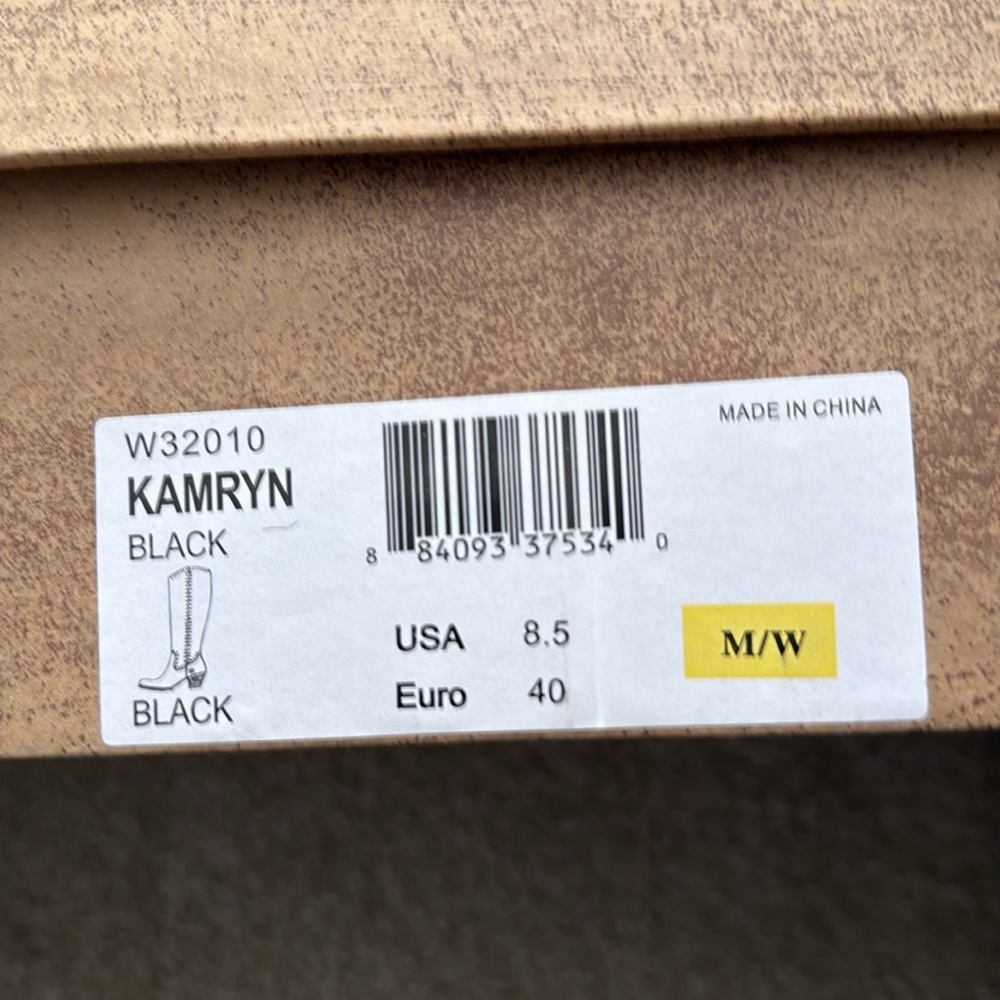 W32010
KAMRYN
BLACK
BLACK
8 84093 37534 0
USA 8.5
Euro 40
MADE IN CHINA
M/W